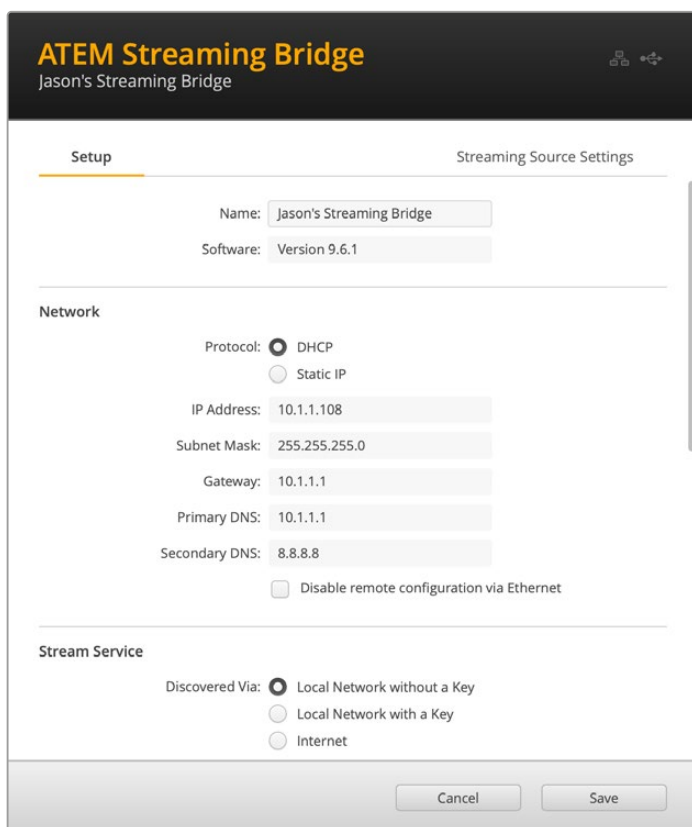 ATEM Streaming Bridge
Jason's Streaming Bridge
Setup Streaming Source Settings
Name: Jason's Streaming Bridge
Software: Version 9.6.1
Network
Protocol: DHCP
Static IP
IP Address: 10.1.1.108
Subnet Mask: 255.255.255.0
Gateway: 10.1.1.1
Primary DNS: 10.1.1.1
Secondary DNS: 8.8.8.8
Disable remote configuration via Ethernet
Stream Service
Discovered Via: Local Network without a Key
Local Network with a Key
Internet
Cancel Save